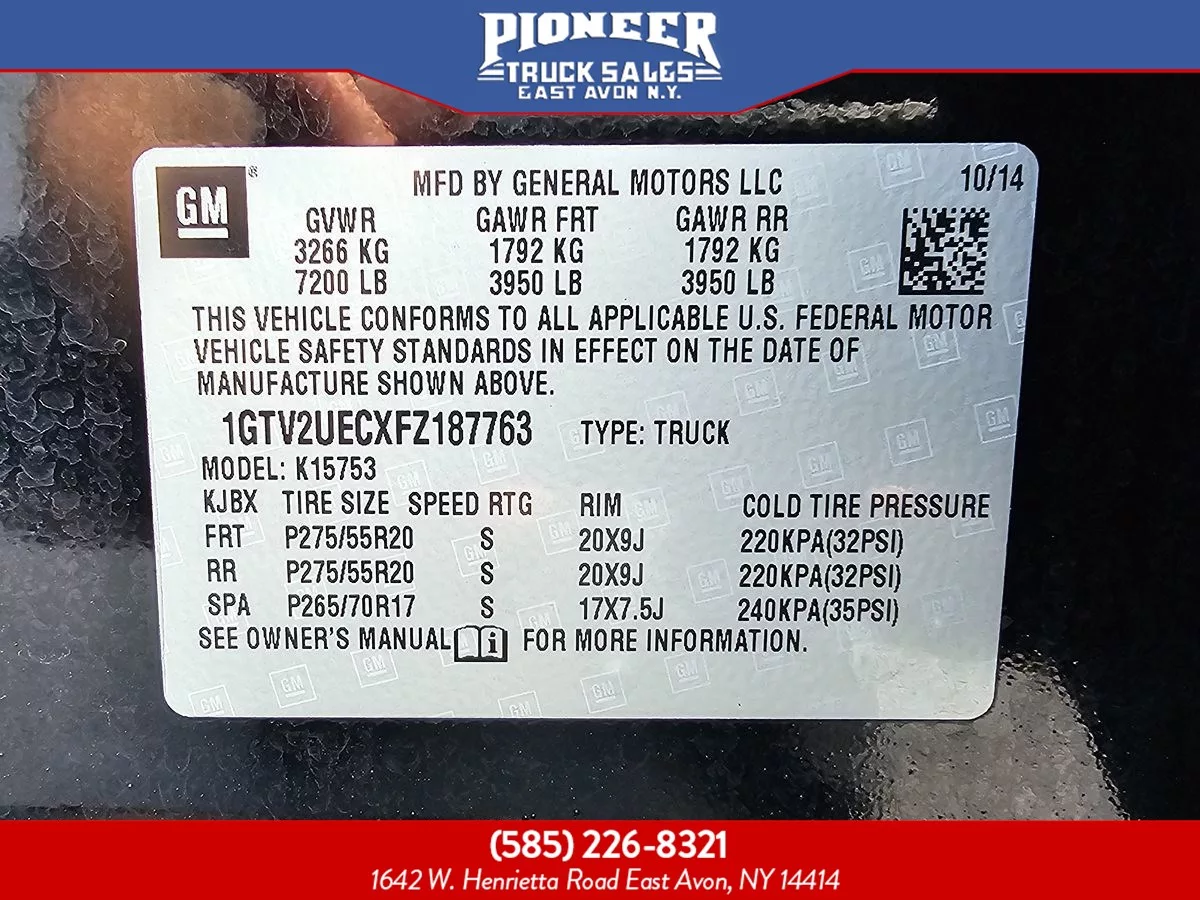 PIONEER
TRUCK SALES
EAST AVON N.Y.
GM ® MFD BY GENERAL MOTORS LLC 10/14
GVWR GAWR FRT GAWR RR
3266 KG 1792 KG 1792 KG
7200 LB 3950 LB 3950 LB
THIS VEHICLE CONFORMS TO ALL APPLICABLE U.S. FEDERAL MOTOR
VEHICLE SAFETY STANDARDS IN EFFECT ON THE DATE OF
MANUFACTURE SHOWN ABOVE.
1GTV2UECXFZ187763 TYPE: TRUCK
MODEL: K15753
KJBX TIRE SIZE SPEED RTG RIM COLD TIRE PRESSURE
FRT P275/55R20 S 20X9J 220KPA(32PSI)
RR P275/55R20 S 20X9J 220KPA(32PSI)
SPA P265/70R17 S 17X7.5J 240KPA(35PSI)
SEE OWNER'S MANUAL i FOR MORE INFORMATION.
(585) 226-8321
1642 W. Henrietta Road East Avon, NY 14414